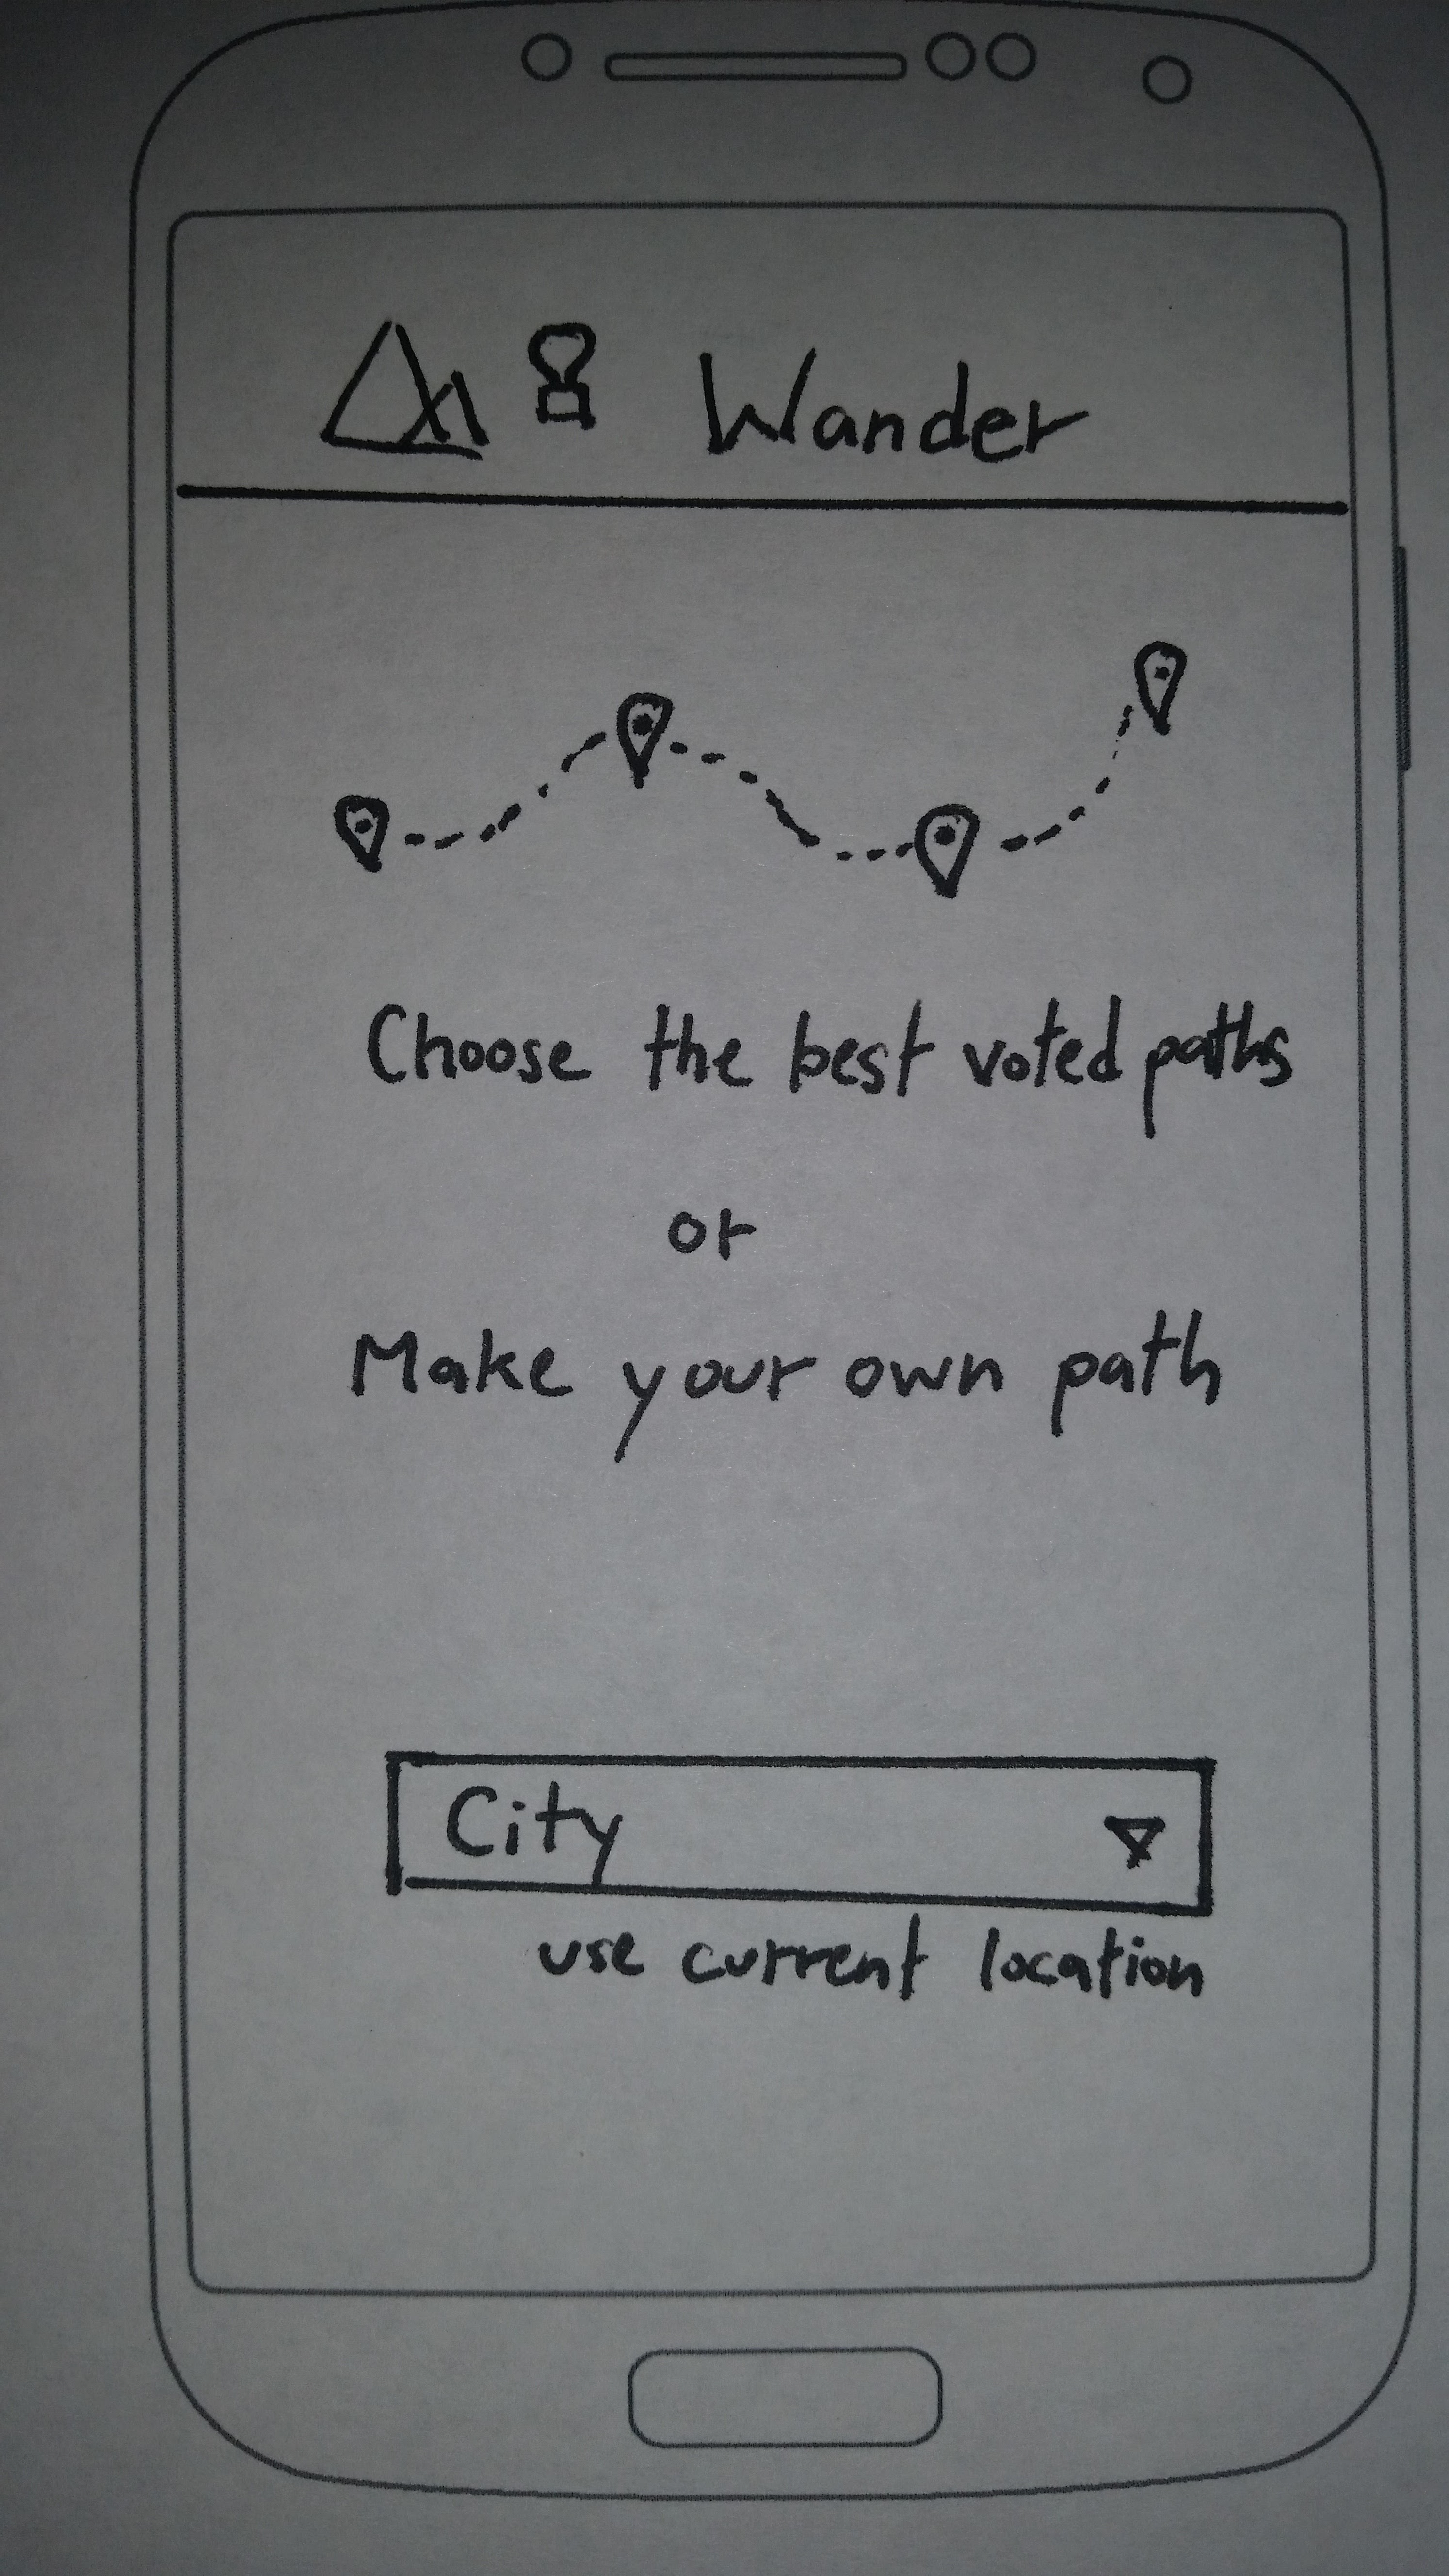 Wander
Choose the best voted paths
or
Make your own path
City
use current location